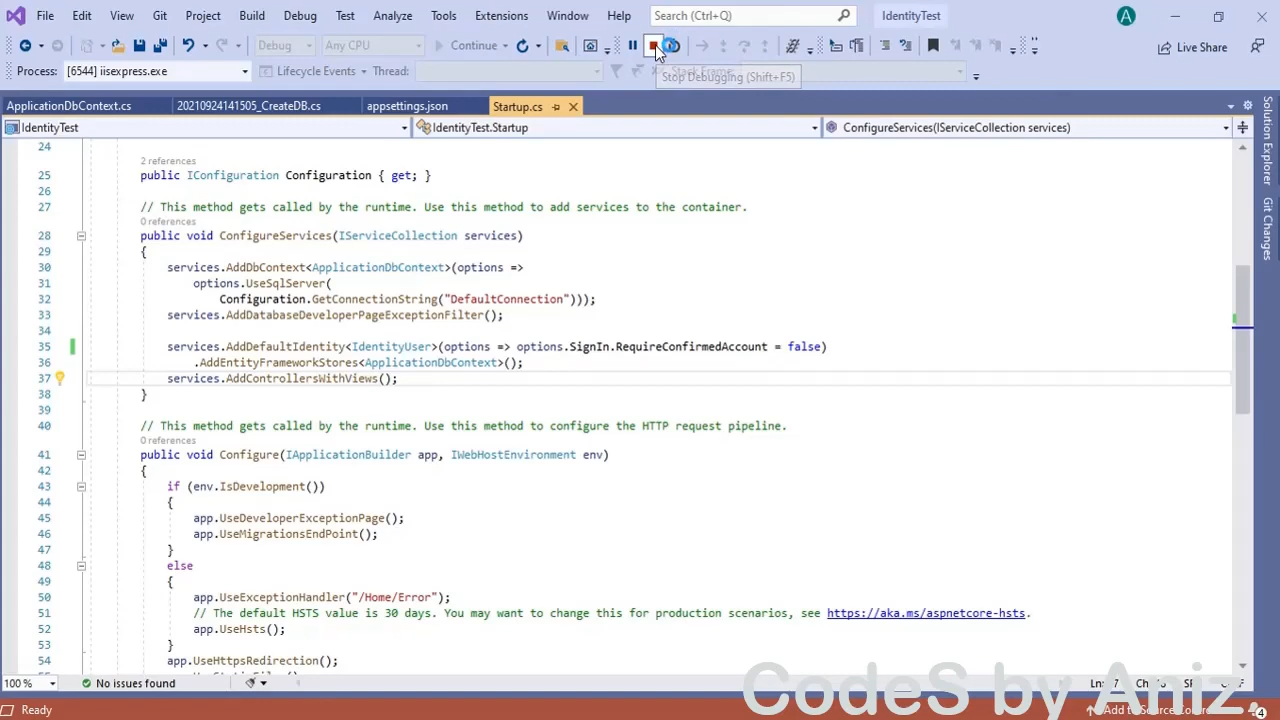 File Edit View Git Project Build Debug Test Analyze Tools Extensions Window Help Search (Ctrl+Q) IdentityTest A
Debug Any CPU Continue Live Share
Process: [6544] iisexpress.exe Lifecycle Events Thread: Stack Frame:
Stop Debugging (Shift+F5)
ApplicationDbContext.cs 20210924141505_CreateDB.cs appsettings.json Startup.cs
IdentityTest IdentityTest.Startup ConfigureServices(IServiceCollection services)
Solution Explorer
Git Changes
24
2 references
25 public IConfiguration Configuration { get; }
26
27 // This method gets called by the runtime. Use this method to add services to the container.
0 references
28 public void ConfigureServices(IServiceCollection services)
29 {
30 services.AddDbContext<ApplicationDbContext>(options =>
31 options.UseSqlServer(
32 Configuration.GetConnectionString("DefaultConnection")));
33 services.AddDatabaseDeveloperPageExceptionFilter();
34
35 services.AddDefaultIdentity<IdentityUser>(options => options.SignIn.RequireConfirmedAccount = false)
36 .AddEntityFrameworkStores<ApplicationDbContext>();
37 services.AddControllersWithViews();
38 }
39
40 // This method gets called by the runtime. Use this method to configure the HTTP request pipeline.
0 references
41 public void Configure(IApplicationBuilder app, IWebHostEnvironment env)
42 {
43 if (env.IsDevelopment())
44 {
45 app.UseDeveloperExceptionPage();
46 app.UseMigrationsEndPoint();
47 }
48 else
49 {
50 app.UseExceptionHandler("/Home/Error");
51 // The default HSTS value is 30 days. You may want to change this for production scenarios, see https://aka.ms/aspnetcore-hsts.
52 app.UseHsts();
53 }
54 app.UseHttpsRedirection();
100 % No issues found
CodeS by Aniz.
Ready 4